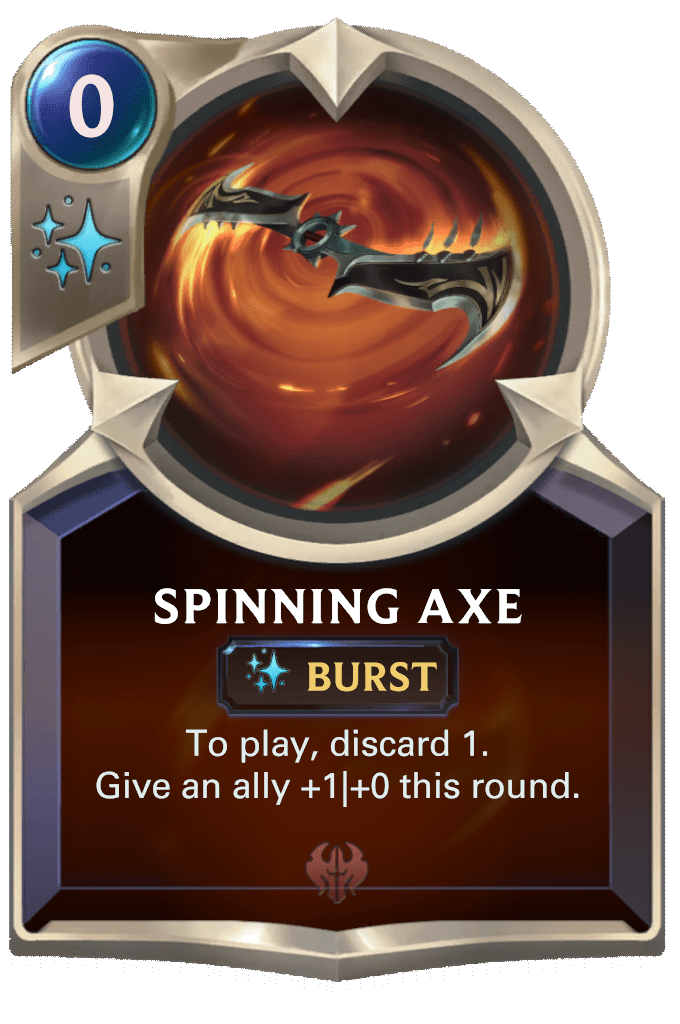 0
SPINNING AXE
BURST
To play, discard 1.
Give an ally +1|+0 this round.